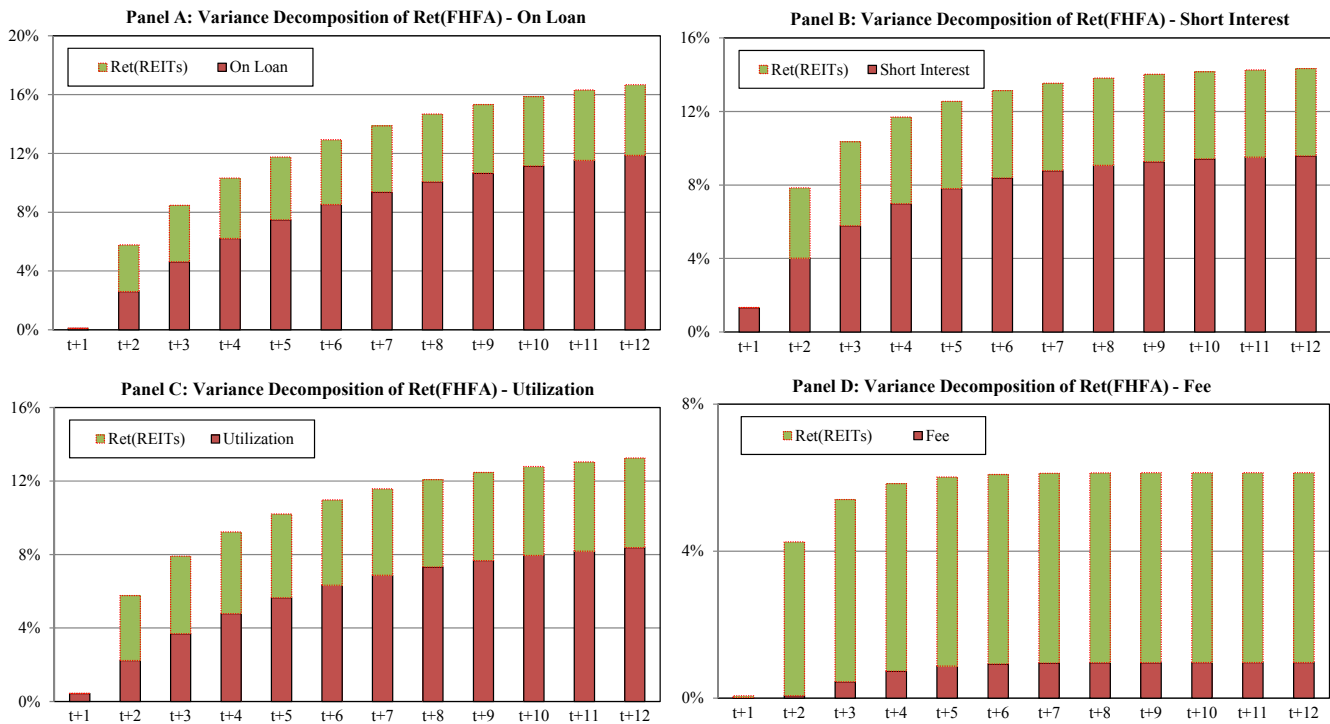 Panel A: Variance Decomposition of Ret(FHFA) - On Loan
20%
16%
12%
8%
4%
0%
Ret(REITs) On Loan
t+1 t+2 t+3 t+4 t+5 t+6 t+7 t+8 t+9 t+10 t+11 t+12
Panel B: Variance Decomposition of Ret(FHFA) - Short Interest
16%
12%
8%
4%
0%
Ret(REITs) Short Interest
t+1 t+2 t+3 t+4 t+5 t+6 t+7 t+8 t+9 t+10 t+11 t+12
Panel C: Variance Decomposition of Ret(FHFA) - Utilization
16%
12%
8%
4%
0%
Ret(REITs) Utilization
t+1 t+2 t+3 t+4 t+5 t+6 t+7 t+8 t+9 t+10 t+11 t+12
Panel D: Variance Decomposition of Ret(FHFA) - Fee
8%
4%
0%
Ret(REITs) Fee
t+1 t+2 t+3 t+4 t+5 t+6 t+7 t+8 t+9 t+10 t+11 t+12